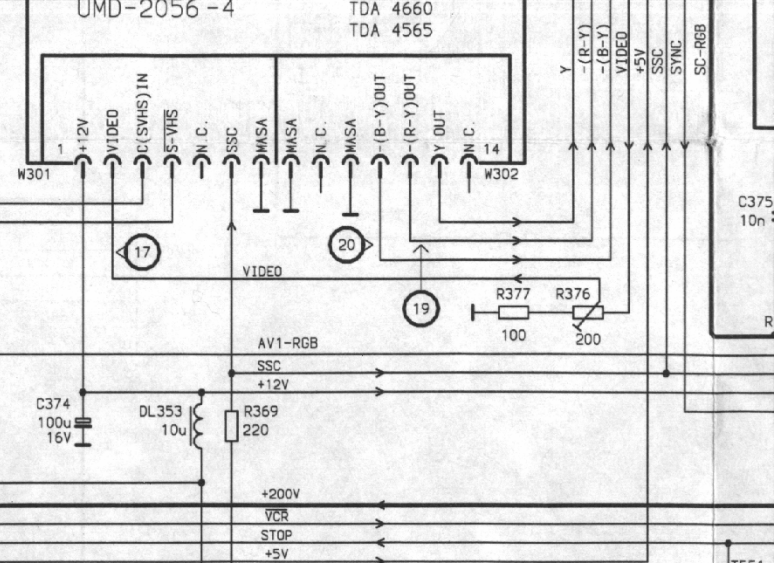 UMD-2056-4
TDA 4660
TDA 4565
1
+12V
VIDEO
C(SVHS)IN
S-VHS
N.C.
SSC
MASA
MASA
N.C.
MASA
-(B-Y)OUT
-(R-Y)OUT
Y OUT
N.C.
14
W301
W302
Y
-(R-Y)
-(B-Y)
VIDEO
+5V
SSC
SYNC
SC-RGB
C375
10n
17
20
19
VIDEO
R377
100
R376
200
R
AV1-RGB
SSC
+12V
C374
100u
16V
DL353
10u
R369
220
+200V
VCR
STOP
+5V